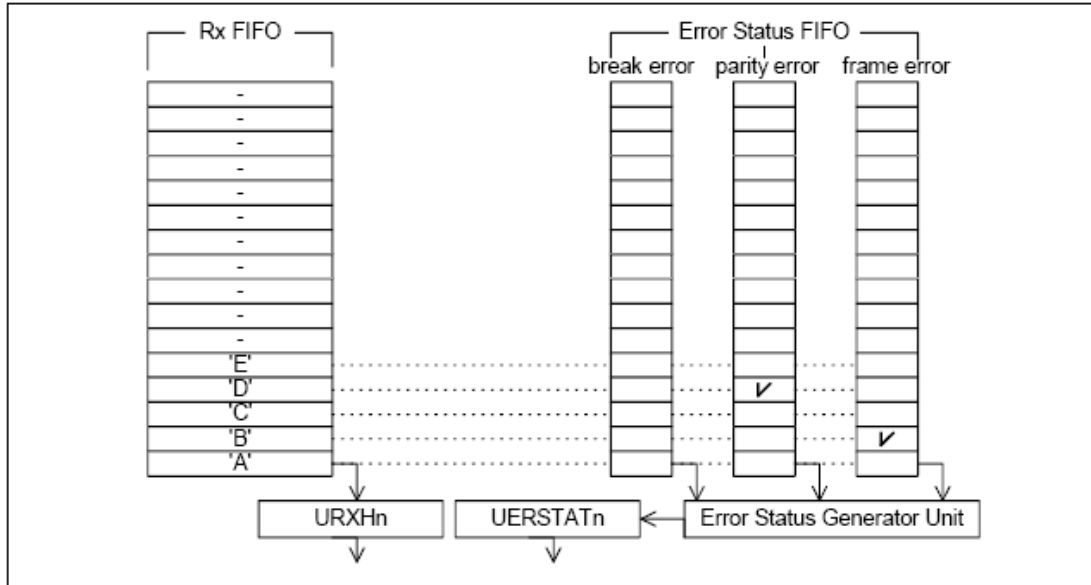 Rx FIFO
Error Status FIFO
break error parity error frame error
-
-
-
-
-
-
-
-
-
-
-
'E'
'D'
'C'
'B'
'A'
URXHn UERSTATn Error Status Generator Unit